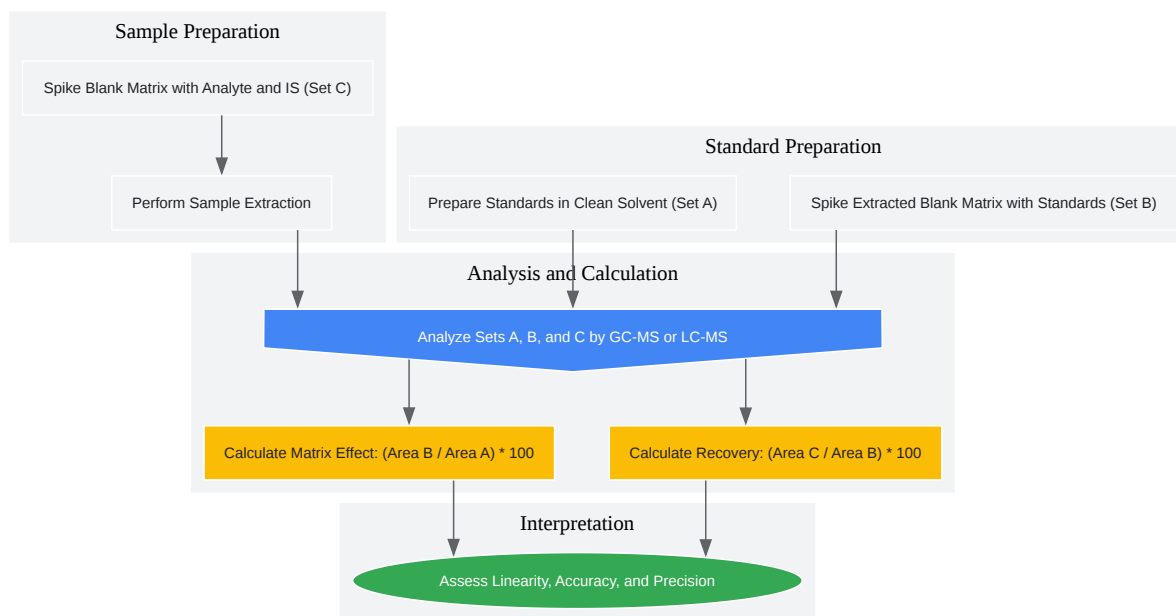 Sample Preparation
Spike Blank Matrix with Analyte and IS (Set C)
Perform Sample Extraction
Standard Preparation
Prepare Standards in Clean Solvent (Set A)
Spike Extracted Blank Matrix with Standards (Set B)
Analysis and Calculation
Analyze Sets A, B, and C by GC-MS or LC-MS
Calculate Matrix Effect: (Area B / Area A) * 100
Calculate Recovery: (Area C / Area B) * 100
Interpretation
Assess Linearity, Accuracy, and Precision